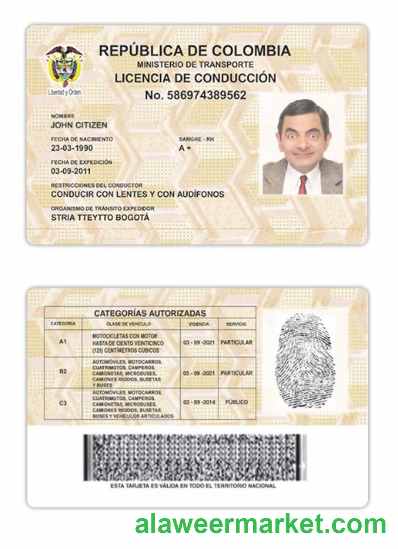 REPÚBLICA DE COLOMBIA
MINISTERIO DE TRANSPORTE
LICENCIA DE CONDUCCIÓN
No. 586974389562
Libertad y Orden
NOMBRE
JOHN CITIZEN
FECHA DE NACIMIENTO SANGRE - RH
23-03-1990 A +
FECHA DE EXPEDICIÓN
03-09-2011
RESTRICCIONES DEL CONDUCTOR
CONDUCIR CON LENTES Y CON AUDÍFONOS
ORGANISMO DE TRÁNSITO EXPEDIDOR
STRIA TTEYTTO BOGOTÁ
CATEGORÍAS AUTORIZADAS
CATEGORIA CLASE DE VEHÍCULO VIGENCIA SERVICIO
MOTOCICLETAS CON MOTOR
A1 HASTA DE CIENTO VEINTICINCO 03 - 09 -2021 PARTICULAR
(125) CENTÍMETROS CÚBICOS
AUTOMÓVILES, MOTOCARROS,
CUATRIMOTOS, CAMPEROS,
B2 CAMIONETAS, MICROBUSES, 03 - 09 -2021 PARTICULAR
CAMIONES RÍGIDOS, BUSETAS
Y BUSES
AUTOMÓVILES, MOTOCARROS,
CUATRIMOTOS, CAMPEROS,
C3 CAMIONETAS, MICROBUSES, 03 - 09 -2014 PÚBLICO
CAMIONES RÍGIDOS, BUSETAS
BUSES Y VEHÍCULOS ARTICULADOS
ESTA TARJETA ES VÁLIDA EN TODO EL TERRITORIO NACIONAL
alaweermarket.com